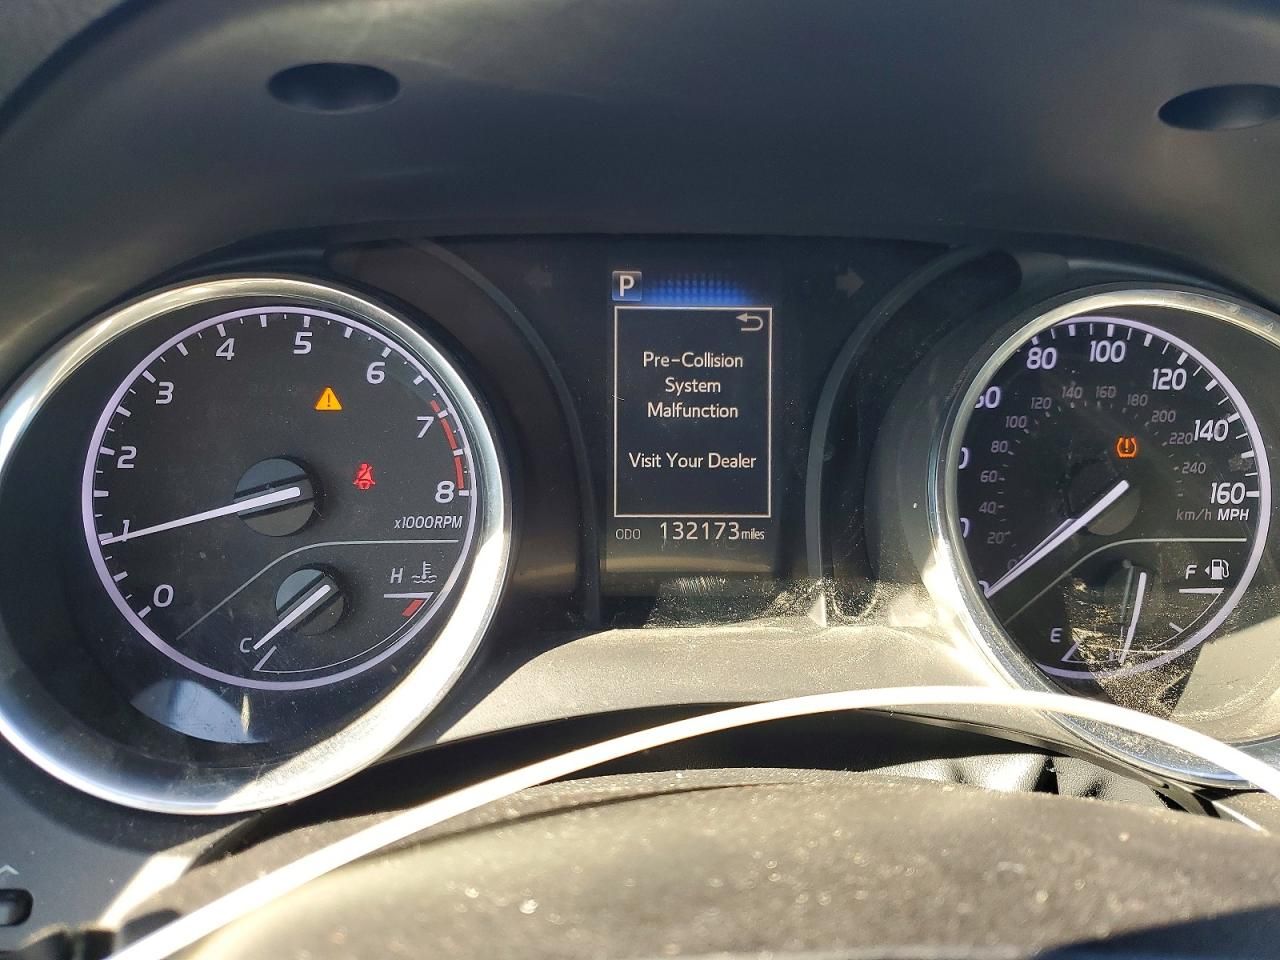 P
Pre-Collision
System
Malfunction
Visit Your Dealer
ODO 132173 miles
0
1
2
3
4
5
6
7
8
x1000RPM
H
C
80
100
120
140
160
km/h MPH
20
40
60
80
100
120
140
160
180
200
220
240
F
E